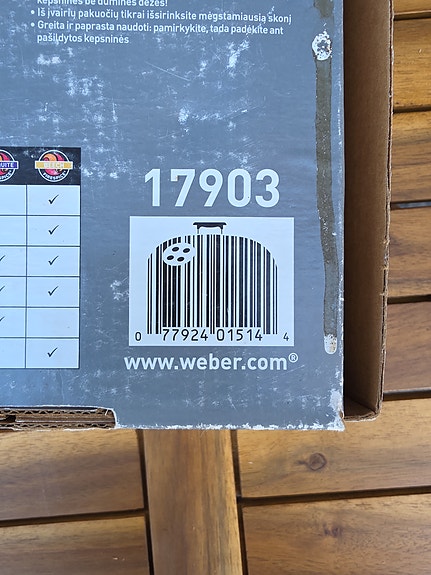 kepsninės be dūminės dėžės!
• Iš įvairių pakuočių tikrai išsirinksite mėgstamiausią skonį
• Greita ir paprasta naudoti: pamirkykite, tada padėkite ant
pašildytos kepsninės
17903
0 77924 01514 4
www.weber.com®